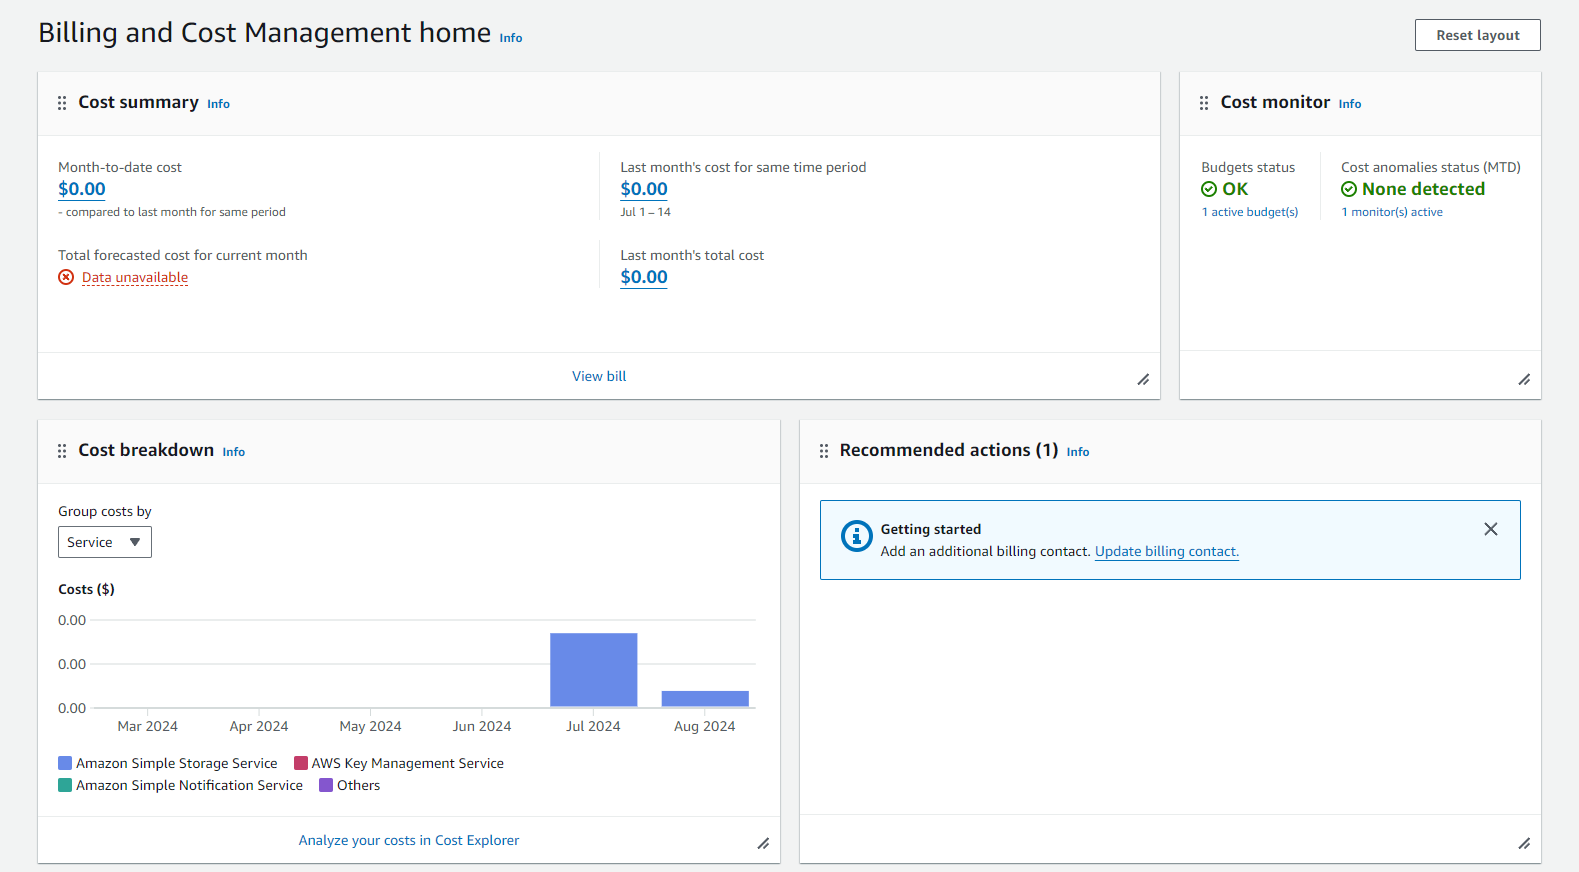 Billing and Cost Management home Info
Reset layout
Cost summary Info
Month-to-date cost
$0.00
- compared to last month for same period
Last month's cost for same time period
$0.00
Jul 1 – 14
Total forecasted cost for current month
Data unavailable
Last month's total cost
$0.00
View bill
Cost monitor Info
Budgets status
OK
1 active budget(s)
Cost anomalies status (MTD)
None detected
1 monitor(s) active
Cost breakdown Info
Group costs by
Service
Costs ($)
0.00
0.00
0.00
Mar 2024 Apr 2024 May 2024 Jun 2024 Jul 2024 Aug 2024
Amazon Simple Storage Service AWS Key Management Service
Amazon Simple Notification Service Others
Analyze your costs in Cost Explorer
Recommended actions (1) Info
Getting started
Add an additional billing contact. Update billing contact.